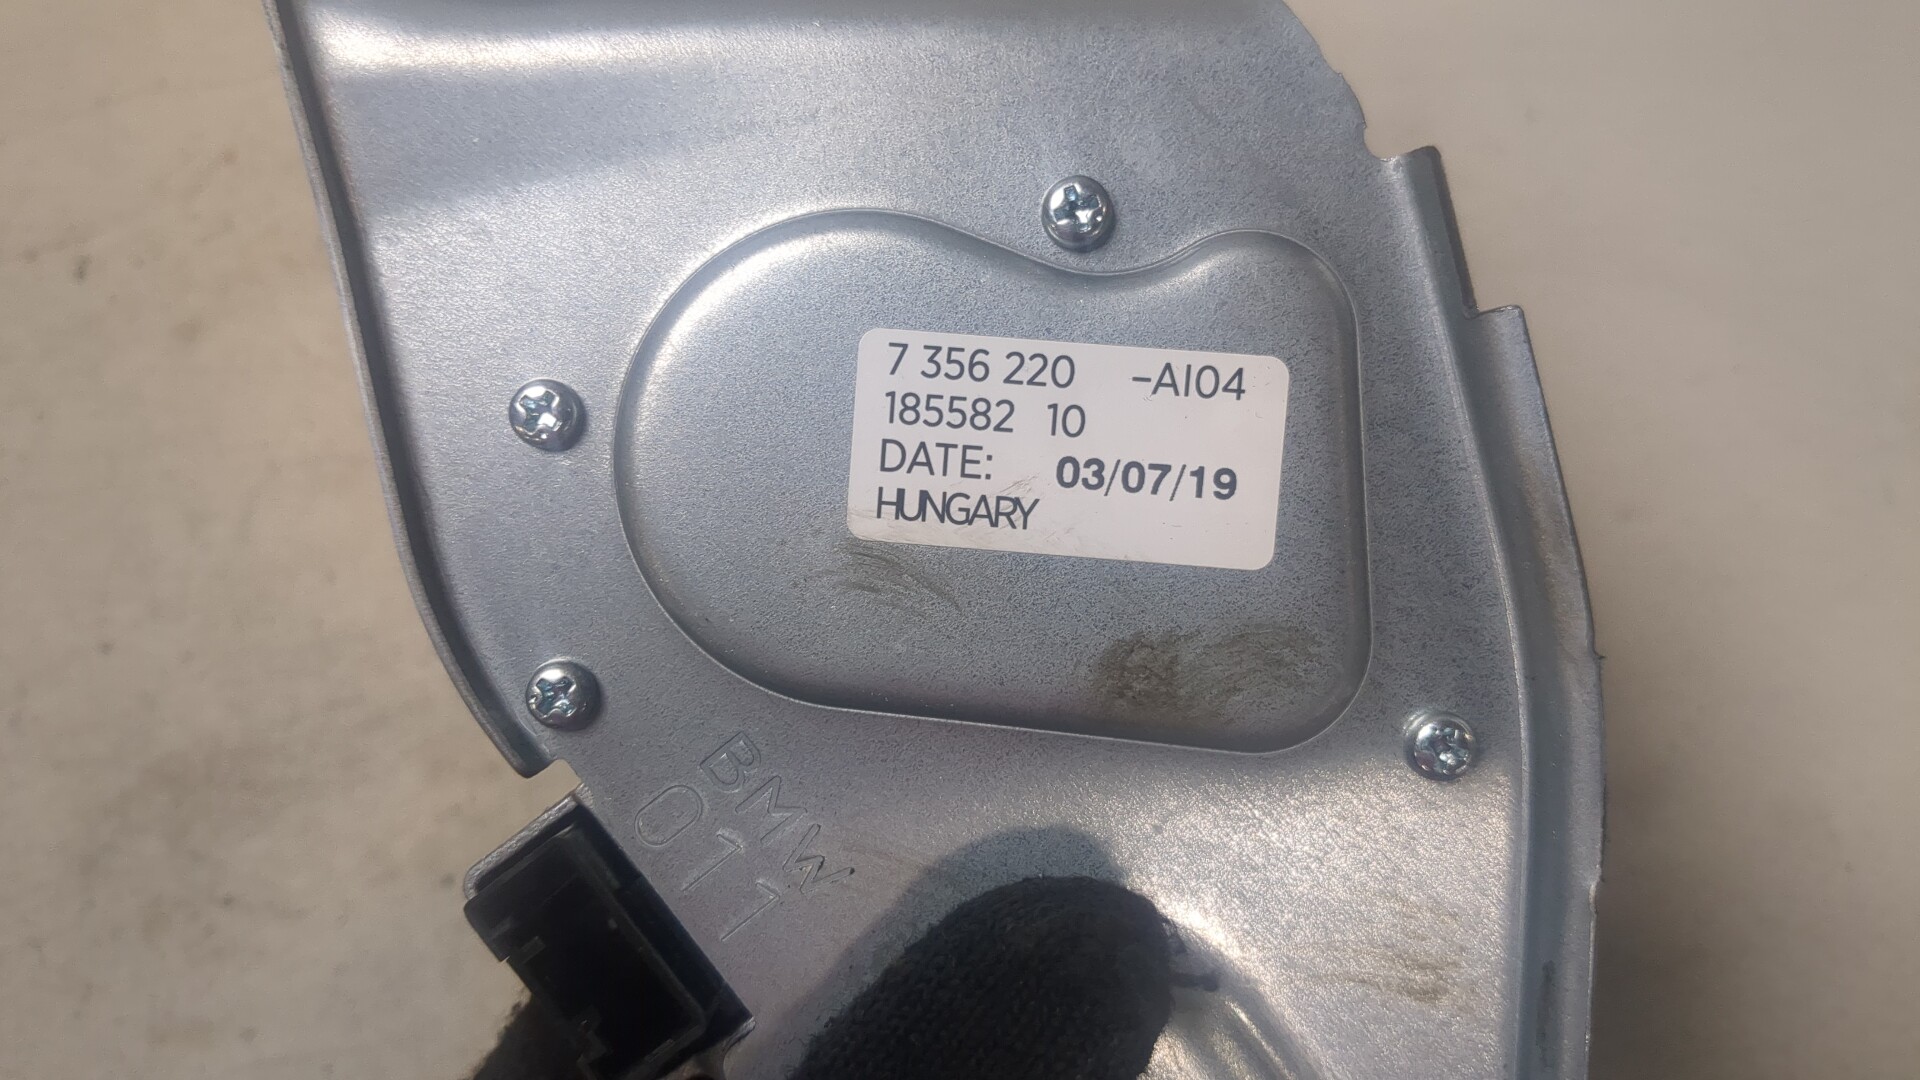 7 356 220 -AI04
185582 10
DATE: 03/07/19
HUNGARY
BMW
011